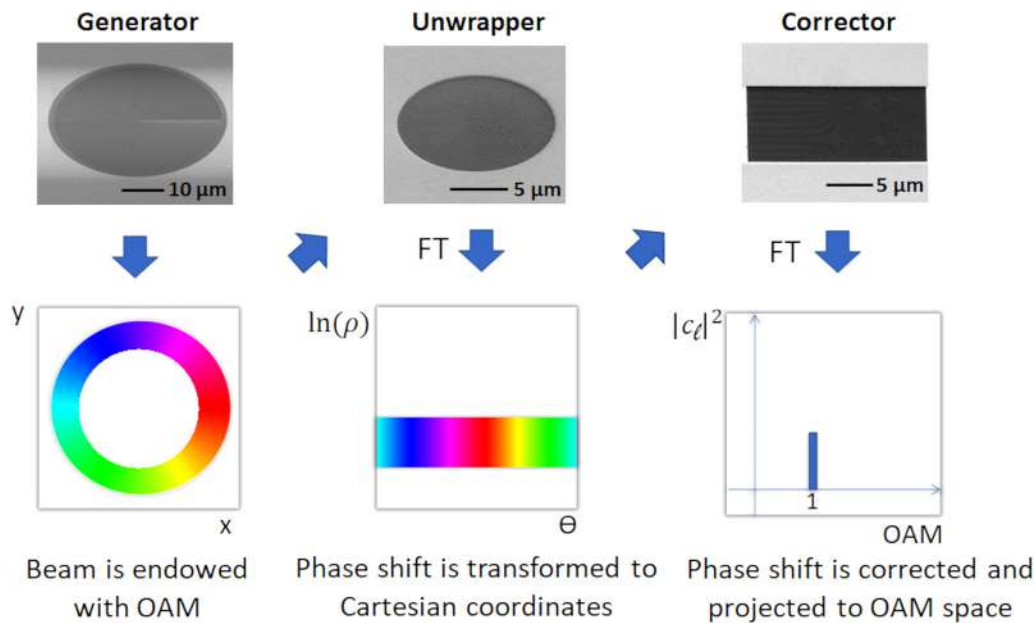 Generator
Unwrapper
Corrector
10 μm
5 μm
5 μm
FT
FT
y
x
ln(ρ)
Θ
|cℓ|²
1
OAM
Beam is endowed
with OAM
Phase shift is transformed to
Cartesian coordinates
Phase shift is corrected and
projected to OAM space